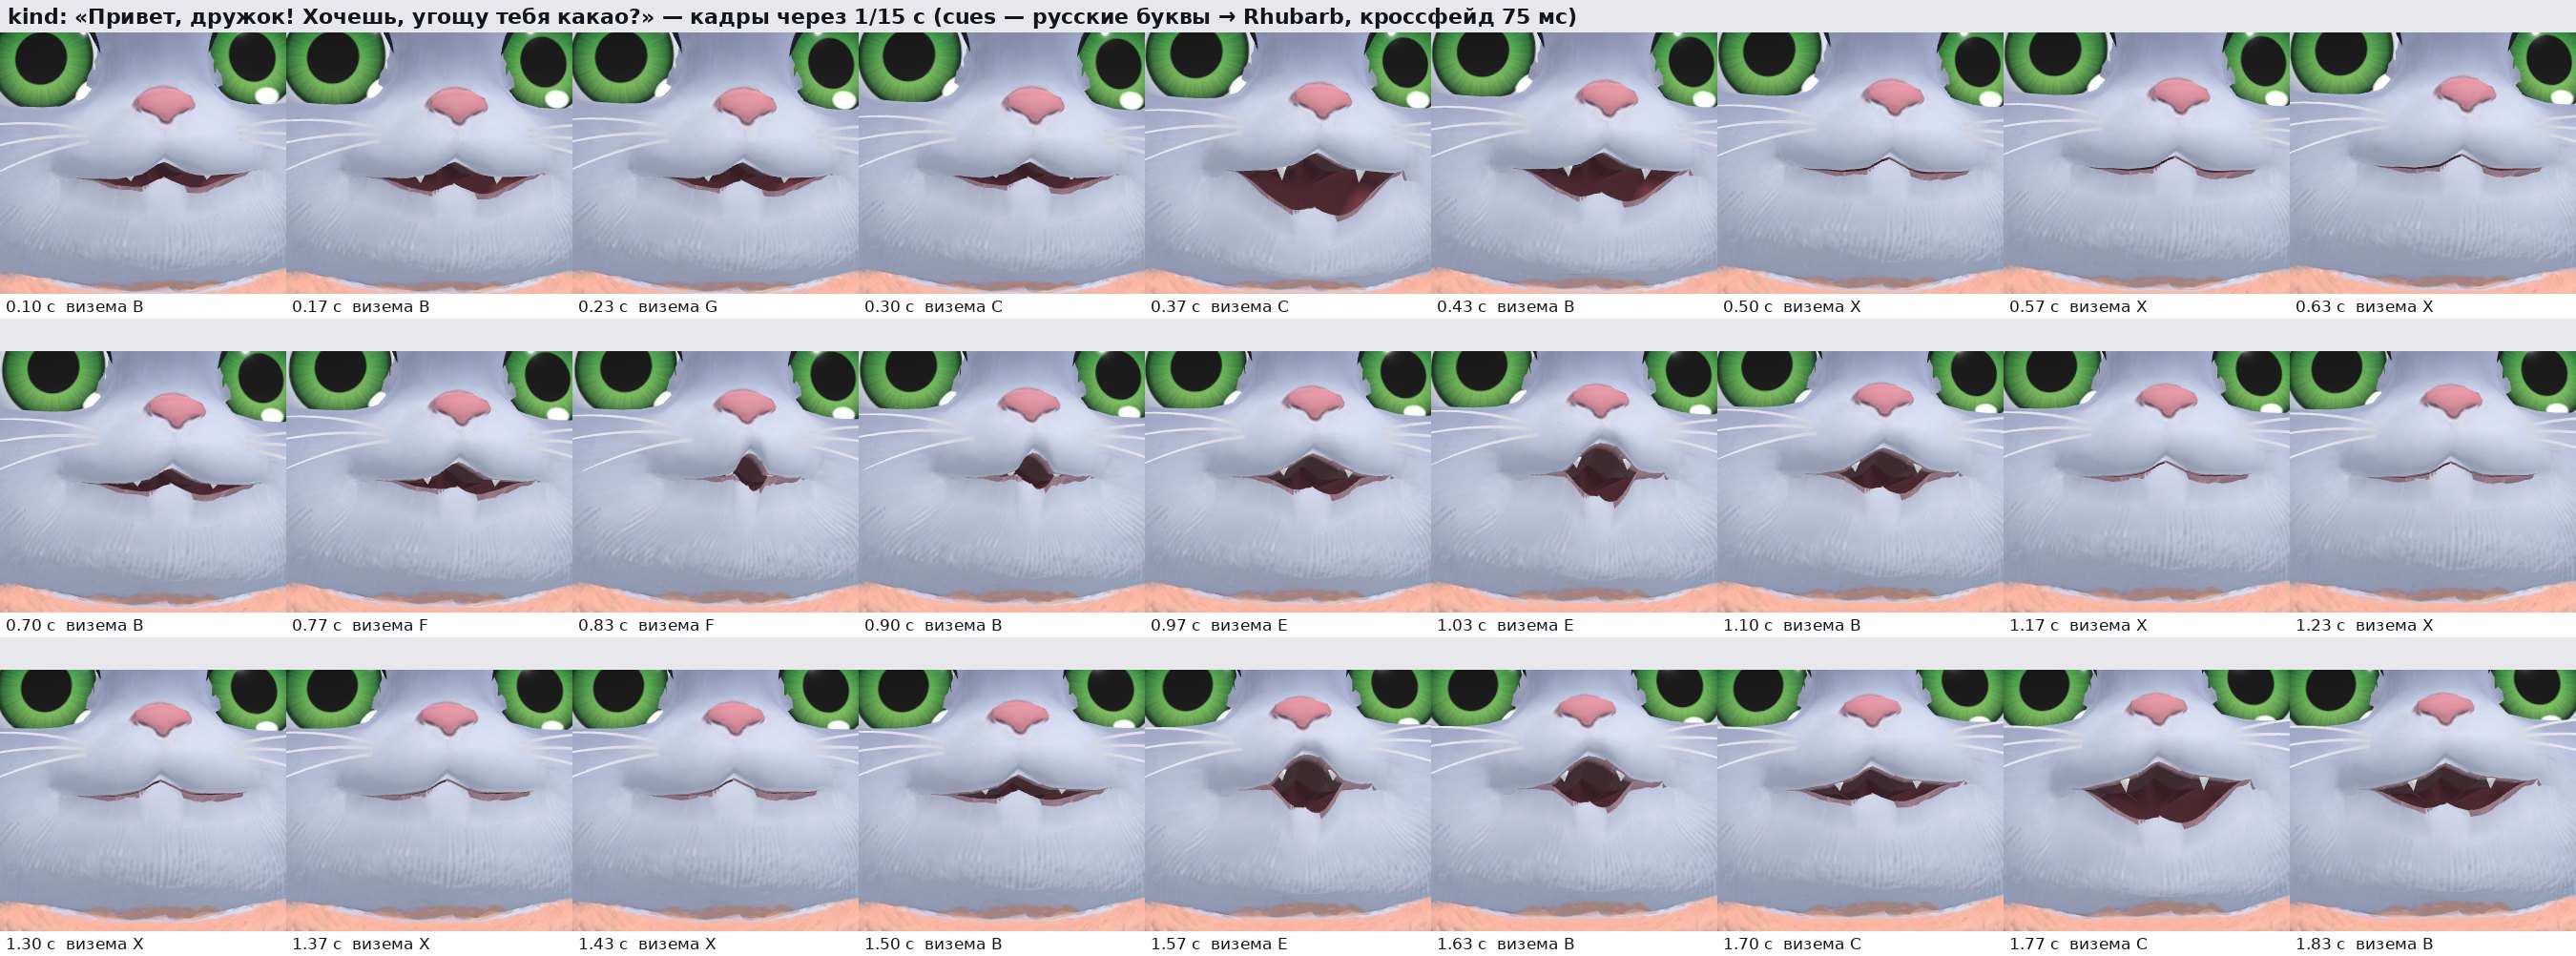 kind: «Привет, дружок! Хочешь, угощу тебя какао?» — кадры через 1/15 с (cues — русские буквы → Rhubarb, кроссфейд 75 мс)
0.10 с визема B
0.17 с визема B
0.23 с визема G
0.30 с визема C
0.37 с визема C
0.43 с визема B
0.50 с визема X
0.57 с визема X
0.63 с визема X
0.70 с визема B
0.77 с визема F
0.83 с визема F
0.90 с визема B
0.97 с визема E
1.03 с визема E
1.10 с визема B
1.17 с визема X
1.23 с визема X
1.30 с визема X
1.37 с визема X
1.43 с визема X
1.50 с визема B
1.57 с визема E
1.63 с визема B
1.70 с визема C
1.77 с визема C
1.83 с визема B